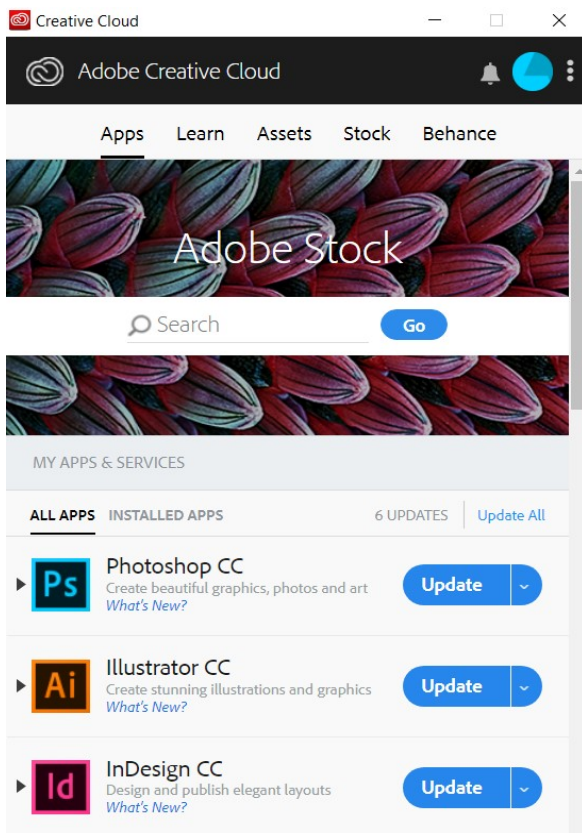 Creative Cloud
Adobe Creative Cloud
Apps Learn Assets Stock Behance
Adobe Stock
Search Go
MY APPS & SERVICES
ALL APPS INSTALLED APPS 6 UPDATES Update All
Ps Photoshop CC
Create beautiful graphics, photos and art
What's New?
Update
Ai Illustrator CC
Create stunning illustrations and graphics
What's New?
Update
Id InDesign CC
Design and publish elegant layouts
What's New?
Update